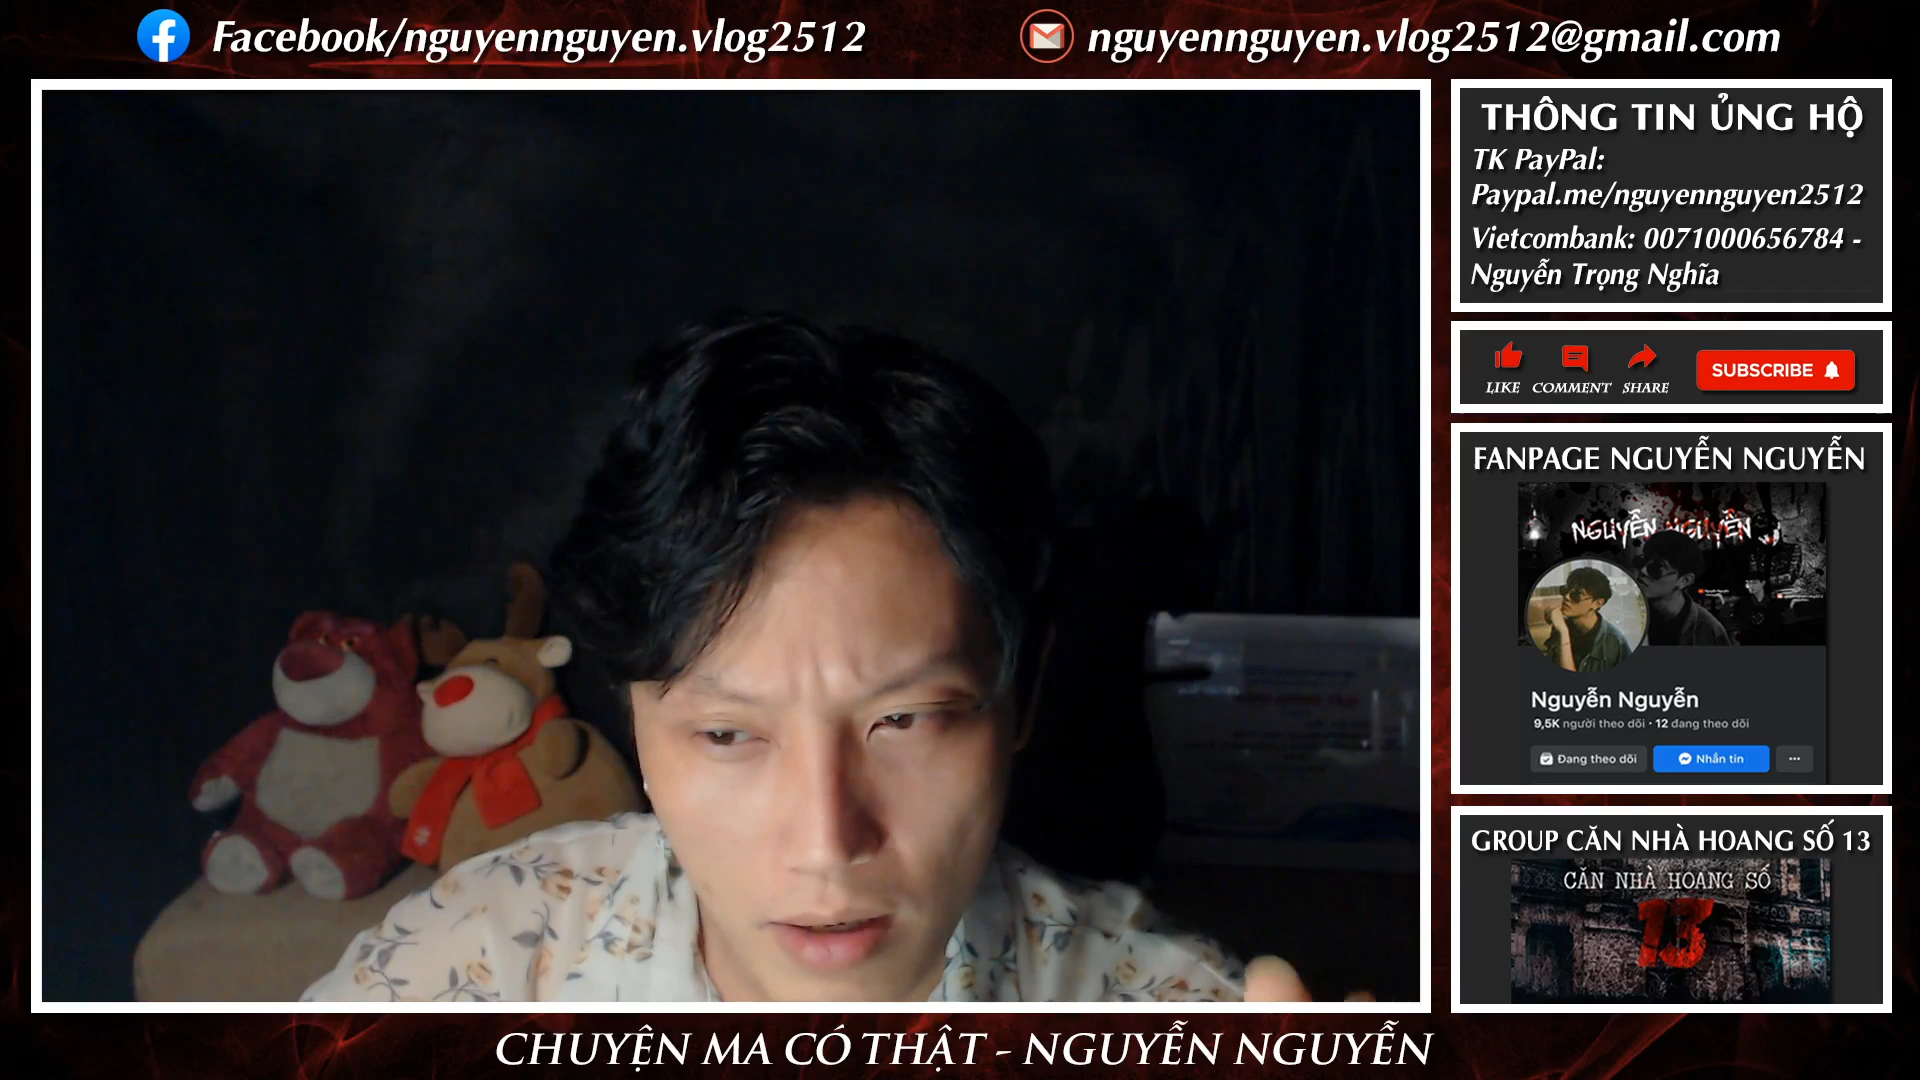 Facebook/nguyennguyen.vlog2512
nguyennguyen.vlog2512@gmail.com
THÔNG TIN ỦNG HỘ
TK PayPal:
Paypal.me/nguyennguyen2512
Vietcombank: 0071000656784 -
Nguyễn Trọng Nghĩa
LIKE COMMENT SHARE
SUBSCRIBE
FANPAGE NGUYỄN NGUYỄN
NGUYỄN NGUYỄN
Nguyễn Nguyễn
9,5K người theo dõi · 12 đang theo dõi
Đang theo dõi
Nhắn tin
GROUP CĂN NHÀ HOANG SỐ 13
CĂN NHÀ HOANG SỐ
13
CHUYỆN MA CÓ THẬT - NGUYỄN NGUYỄN